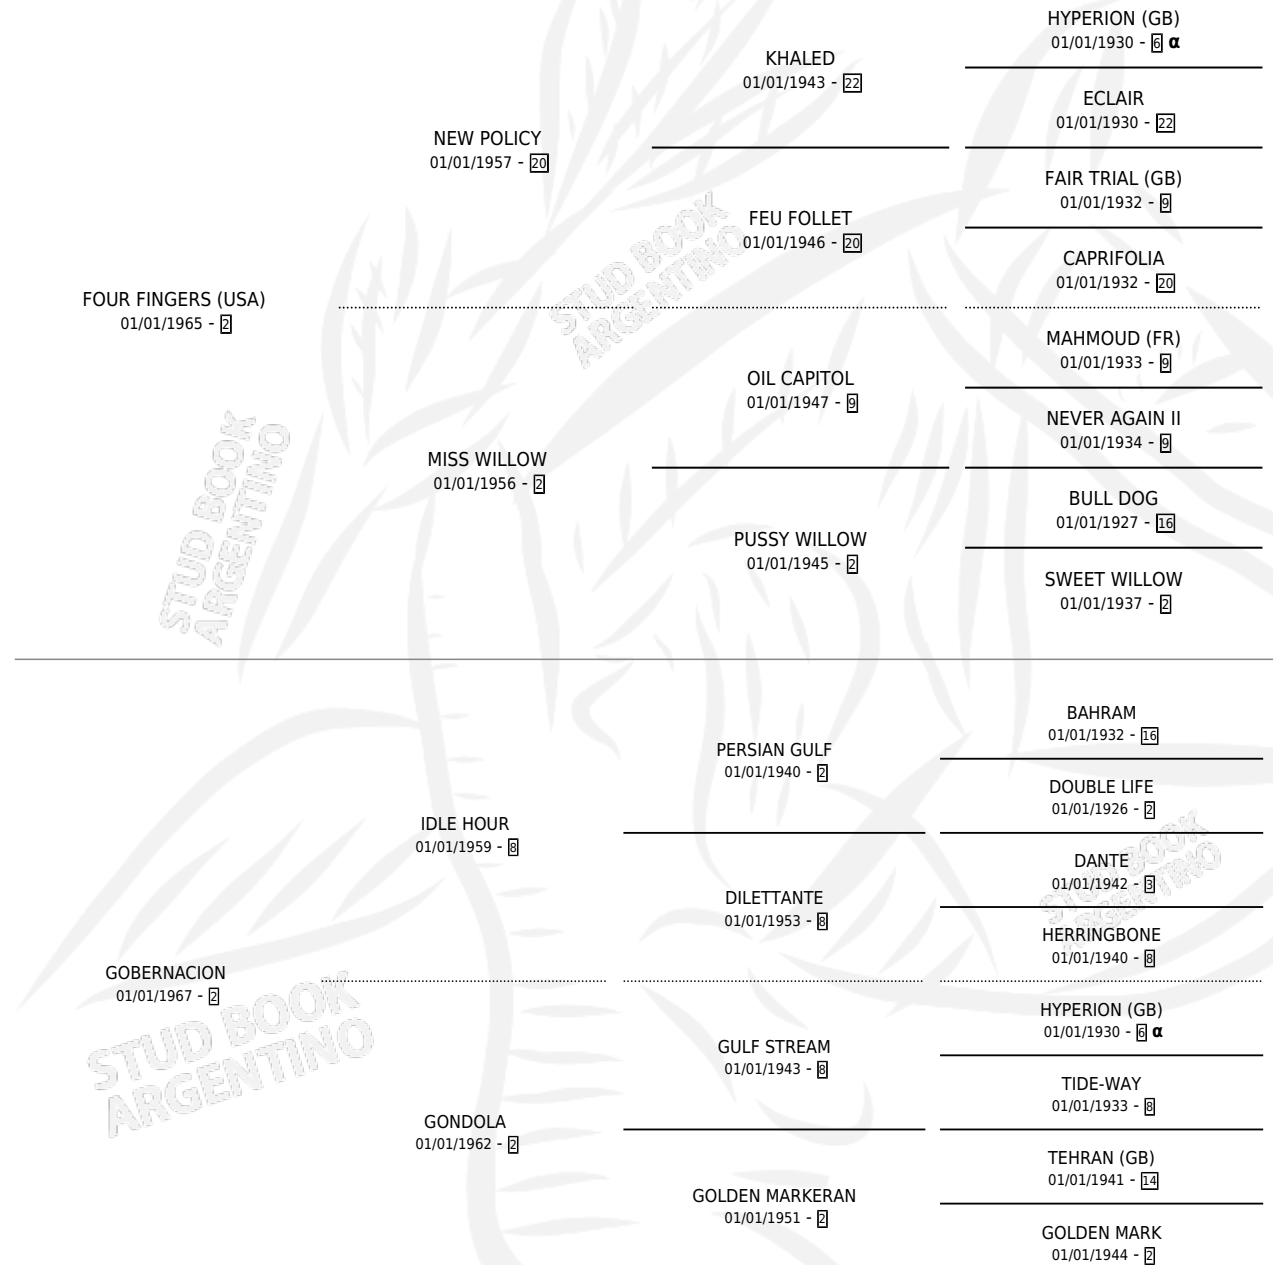 HYPERION (GB)
01/01/1930 - 6 α
KHALED
01/01/1943 - 22
ECLAIR
01/01/1930 - 22
NEW POLICY
01/01/1957 - 20
FAIR TRIAL (GB)
01/01/1932 - 9
FEU FOLLET
01/01/1946 - 20
CAPRIFOLIA
01/01/1932 - 20
FOUR FINGERS (USA)
01/01/1965 - 2
MAHMOUD (FR)
01/01/1933 - 9
OIL CAPITOL
01/01/1947 - 9
NEVER AGAIN II
01/01/1934 - 9
MISS WILLOW
01/01/1956 - 2
BULL DOG
01/01/1927 - 16
PUSSY WILLOW
01/01/1945 - 2
SWEET WILLOW
01/01/1937 - 2
BAHRAM
01/01/1932 - 16
PERSIAN GULF
01/01/1940 - 2
DOUBLE LIFE
01/01/1926 - 2
IDLE HOUR
01/01/1959 - 8
DANTE
01/01/1942 - 3
DILETTANTE
01/01/1953 - 8
HERRINGBONE
01/01/1940 - 8
GOBERNACION
01/01/1967 - 2
HYPERION (GB)
01/01/1930 - 6 α
GULF STREAM
01/01/1943 - 8
TIDE-WAY
01/01/1933 - 8
GONDOLA
01/01/1962 - 2
TEHRAN (GB)
01/01/1941 - 14
GOLDEN MARKERAN
01/01/1951 - 2
GOLDEN MARK
01/01/1944 - 2
STUD BOOK
ARGENTINO
STUD BOOK
ARGENTINO
STUD BOOK
ARGENTINO
STUD BOOK
ARGENTINO